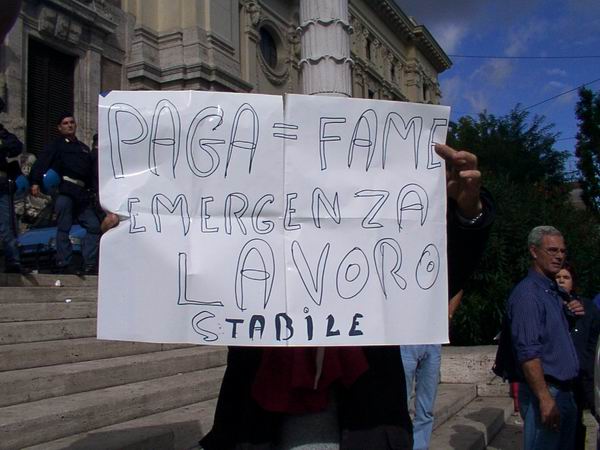 PAGA = FAME
EMERGENZA
LAVORO
STABILE